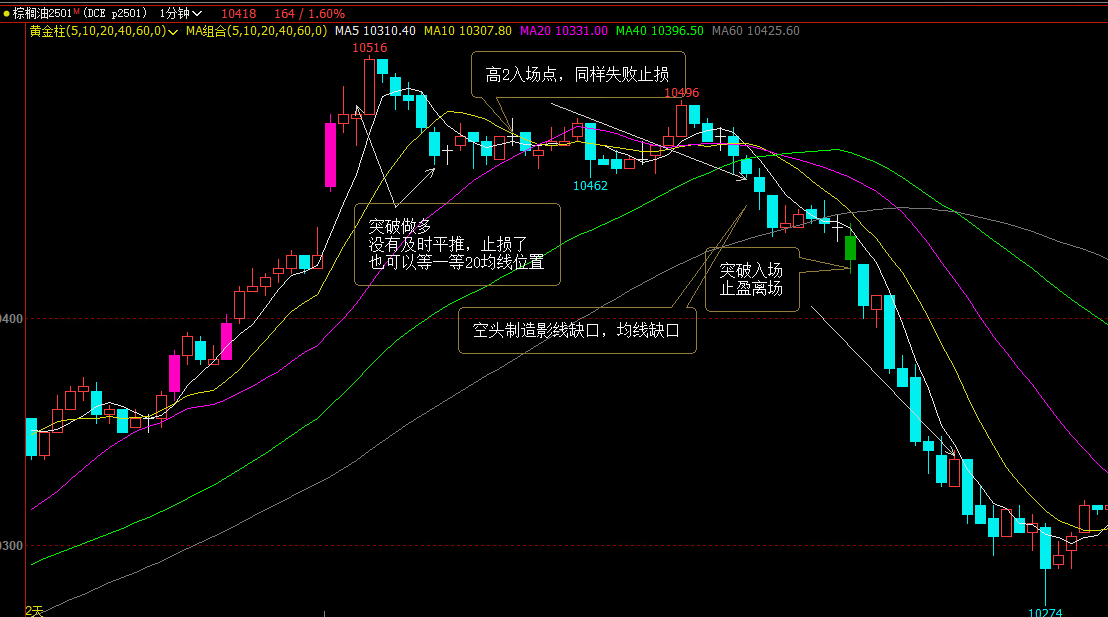 棕榈油2501ᴹ (DCE p2501) 1分钟 10418 164 / 1.60%
黄金柱(5,10,20,40,60,0) MA组合(5,10,20,40,60,0) MA5 10310.40 MA10 10307.80 MA20 10331.00 MA40 10396.50 MA60 10425.60
10516
高2入场点，同样失败止损
10496
10462
突破做多
没有及时平推，止损了
也可以等一等20均线位置
突破入场
止盈离场
空头制造影线缺口，均线缺口
0400
0300
2天
10274